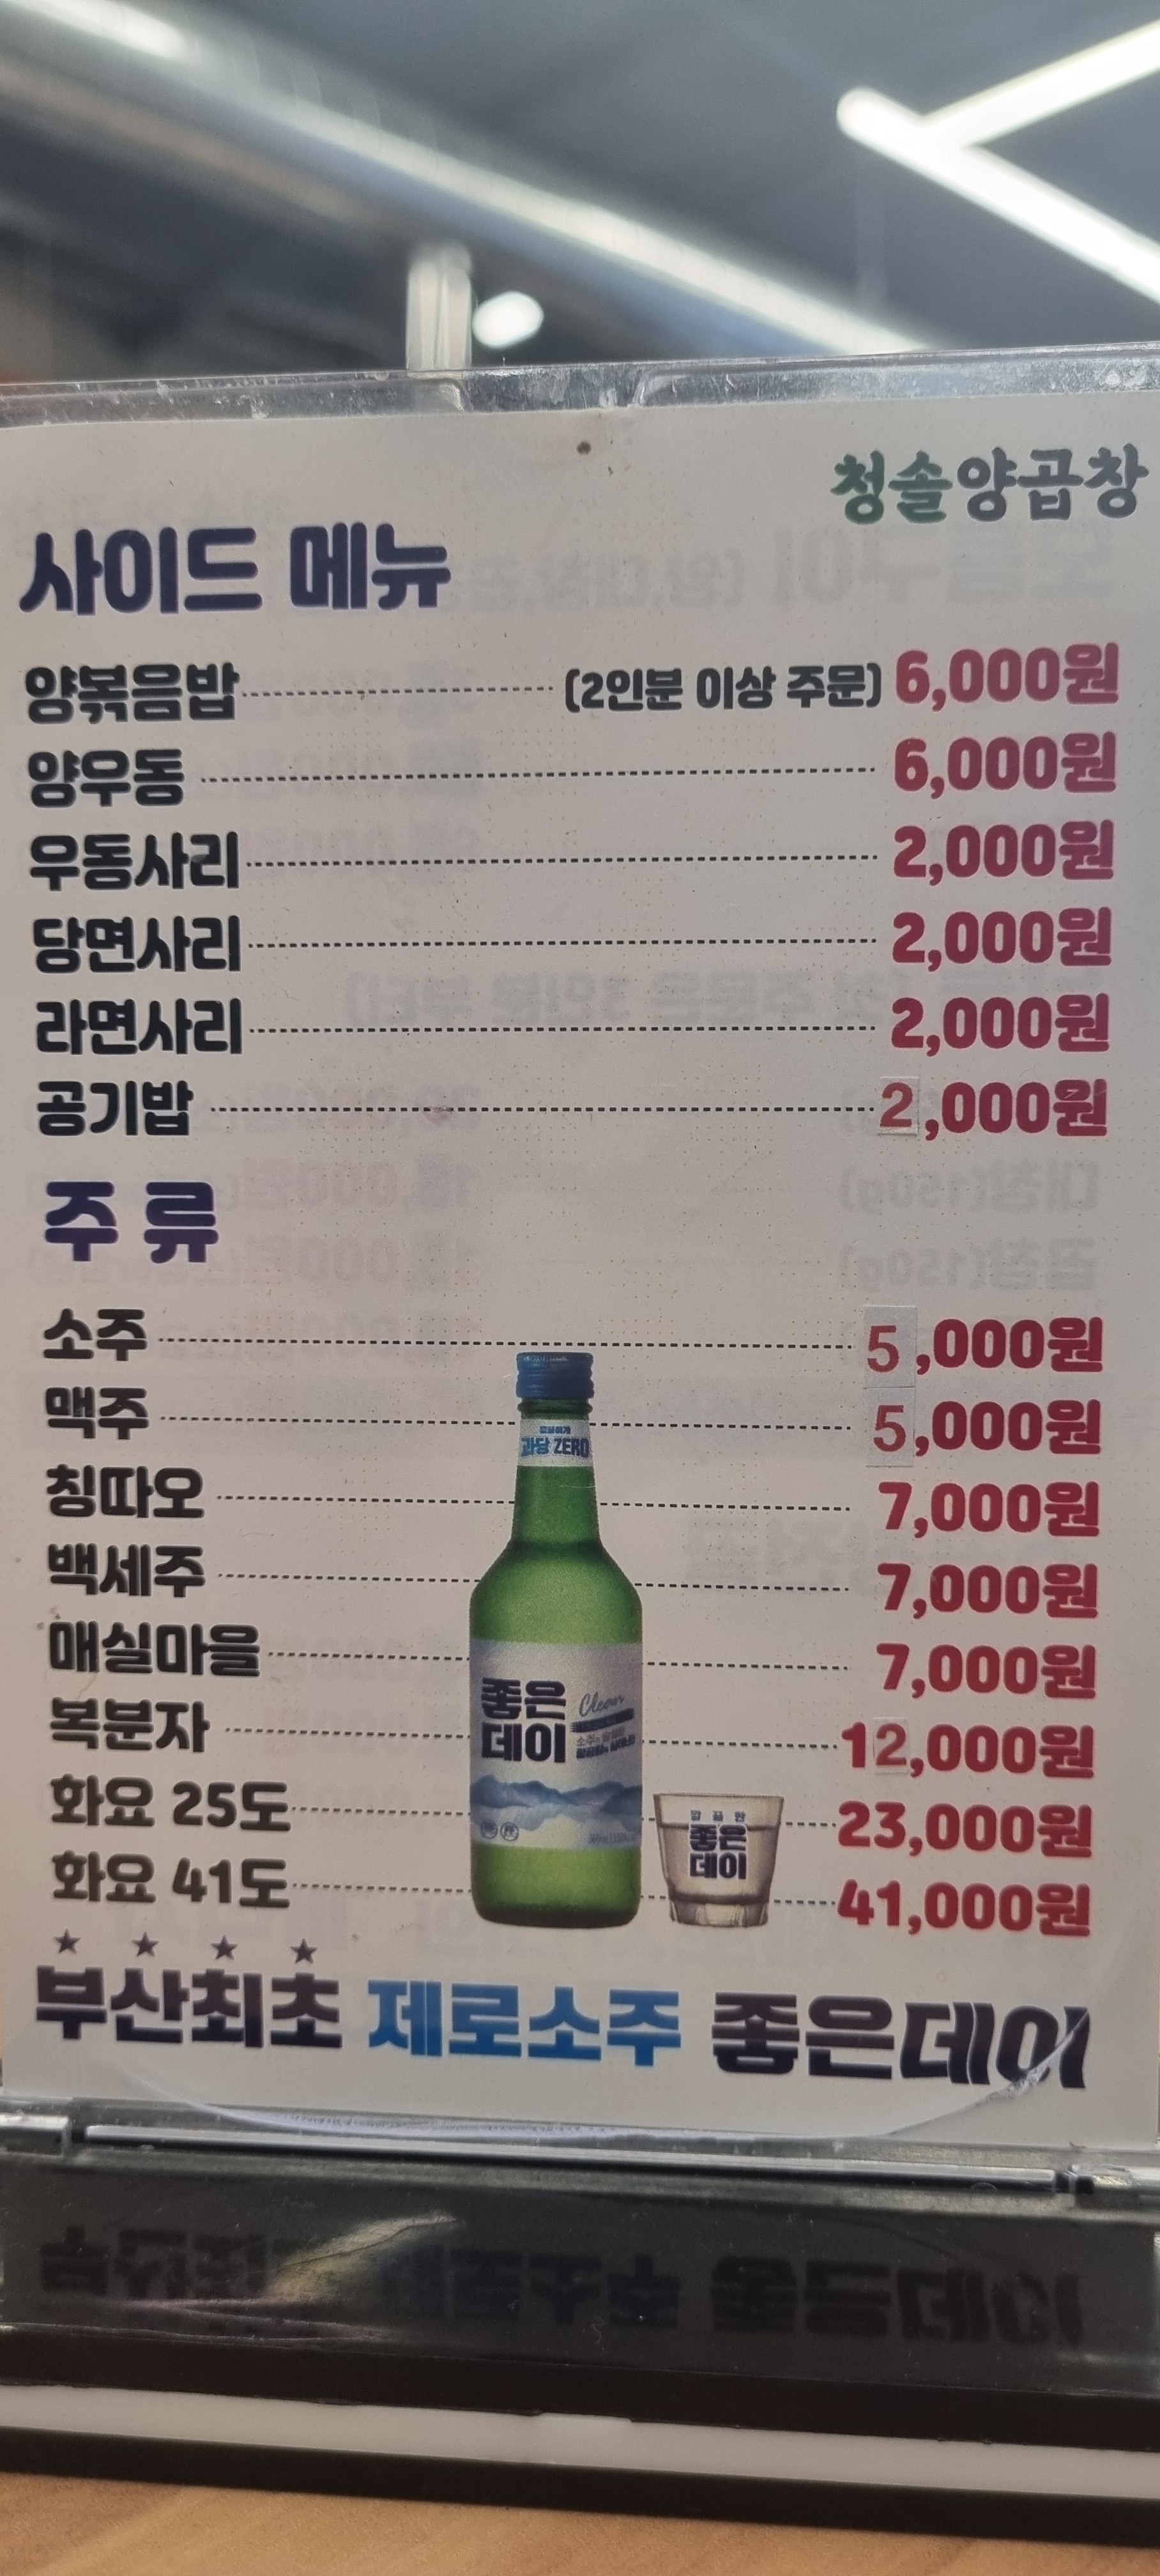 청솔양곱창
사이드 메뉴
양볶음밥 (2인분 이상 주문) 6,000원
양우동 6,000원
우동사리 2,000원
당면사리 2,000원
라면사리 2,000원
공기밥 2,000원
주 류
소주 5,000원
맥주 5,000원
칭따오 7,000원
백세주 7,000원
매실마을 7,000원
복분자 12,000원
화요 25도 23,000원
화요 41도 41,000원
과당 ZERO
좋은
데이
Clean
좋은
데이
부산최초 제로소주 좋은데이